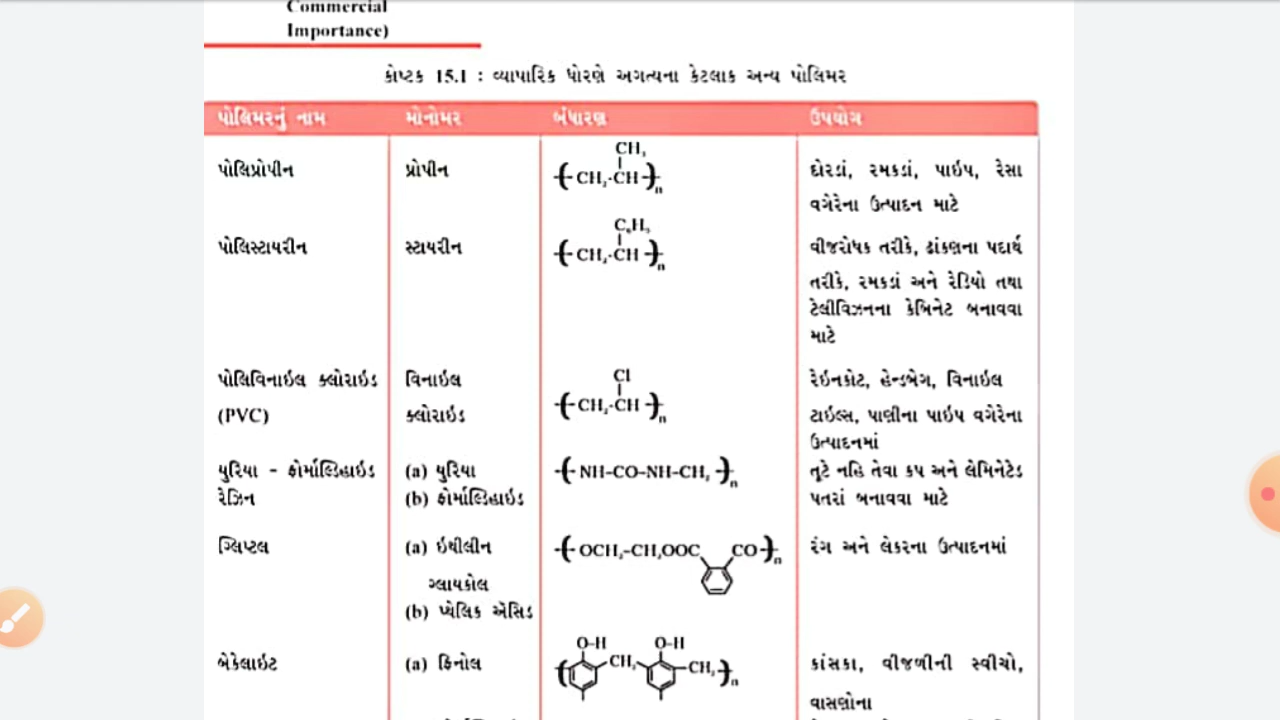 Commercial
Importance)
કોષ્ટક 15.1 : વ્યાપારિક ધોરણે અગત્યના કેટલાક અન્ય પોલિમર
પોલિમરનું નામ મોનોમર બંધારણ ઉપયોગ
CH₃
પોલિપ્રોપીન પ્રોપીન -(-CH₂-CH-)-n દોરડાં, રમકડાં, પાઇપ, રેસા
વગેરેના ઉત્પાદન માટે
C₆H₅
પોલિસ્ટાયરીન સ્ટાયરીન -(-CH₂-CH-)-n વીજરોધક તરીકે, ઢાંકણના પદાર્થ
તરીકે, રમકડાં અને રેડિયો તથા
ટેલીવિઝનના કેબિનેટ બનાવવા
માટે
Cl
પોલિવિનાઇલ ક્લોરાઇડ વિનાઇલ રેઇનકોટ, હેન્ડબેગ, વિનાઇલ
(PVC) ક્લોરાઇડ -(-CH₂-CH-)-n ટાઇલ્સ, પાણીના પાઇપ વગેરેના
ઉત્પાદનમાં
યુરિયા - ફોર્માલ્ડિહાઇડ (a) યુરિયા -(-NH-CO-NH-CH₂-)-n તૂટે નહિ તેવા કપ અને લેમિનેટેડ
રેઝિન (b) ફોર્માલ્ડિહાઇડ પતરાં બનાવવા માટે
ગ્લિપ્ટલ (a) ઇથીલીન -(-OCH₂-CH₂OOC CO-)-n રંગ અને લેકરના ઉત્પાદનમાં
ગ્લાયકોલ
(b) થ્યેલિક ઍસિડ
O-H O-H
બેકેલાઇટ (a) ફિનોલ CH₂ CH₂ n કાંસકા, વીજળીની સ્વીચો,
વાસણોના